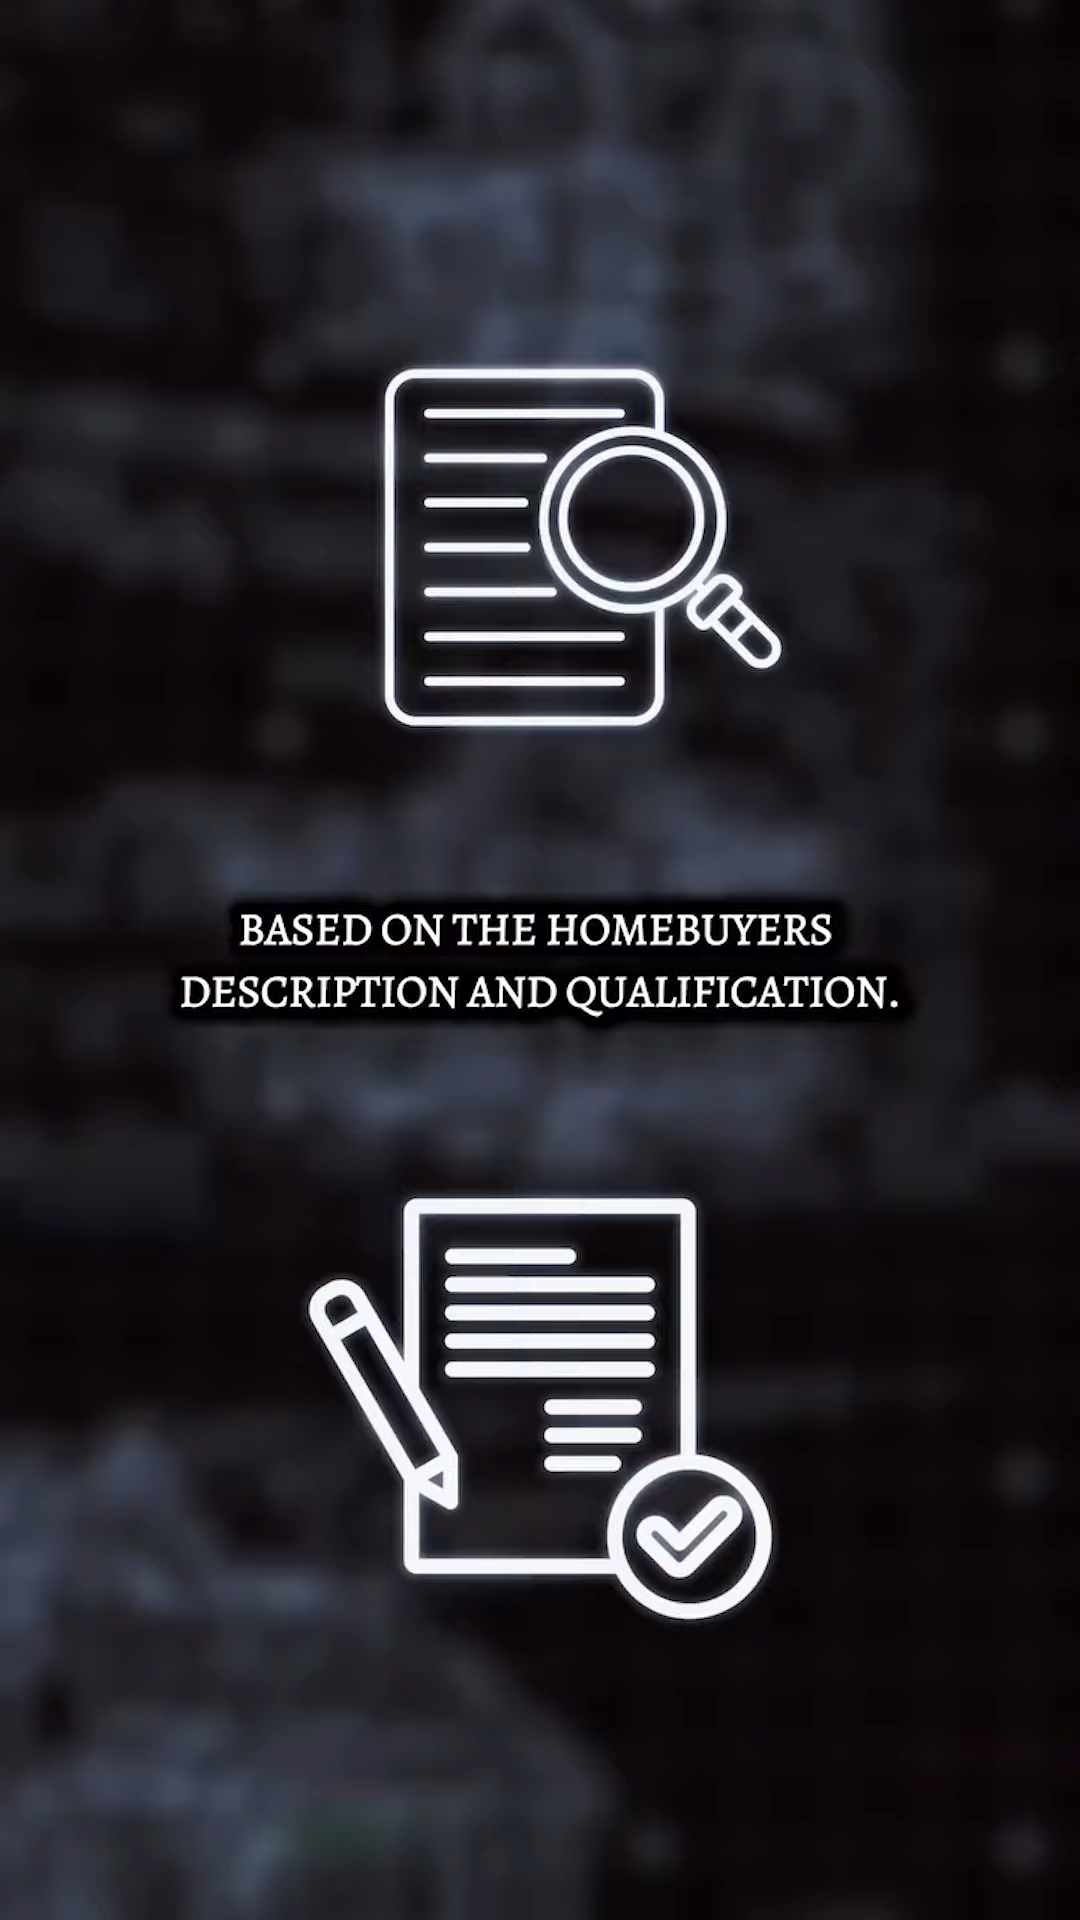 BASED ON THE HOMEBUYERS
DESCRIPTION AND QUALIFICATION.